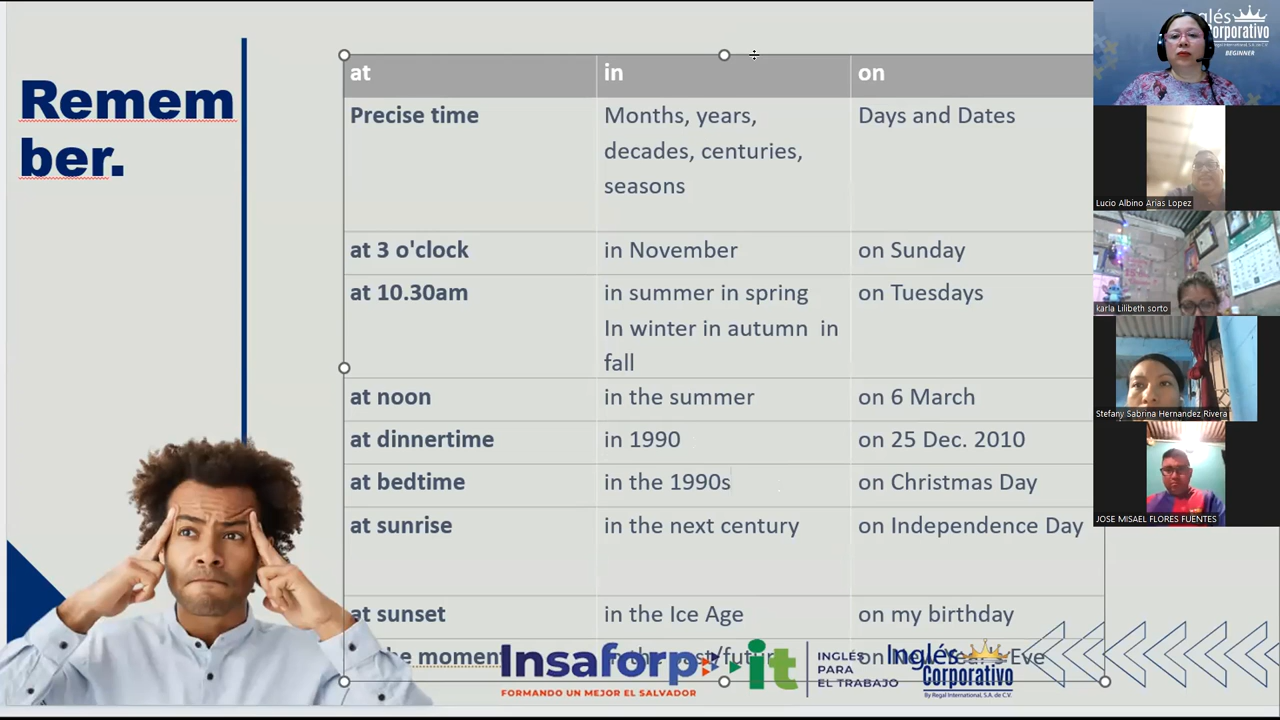 Remem
ber.
at in on
Precise time Months, years, Days and Dates
decades, centuries,
seasons
at 3 o'clock in November on Sunday
at 10.30am in summer in spring on Tuesdays
In winter in autumn in
fall
at noon in the summer on 6 March
at dinnertime in 1990 on 25 Dec. 2010
at bedtime in the 1990s on Christmas Day
at sunrise in the next century on Independence Day
at sunset in the Ice Age on my birthday
moment
Insaforp
FORMANDO UN MEJOR EL SALVADOR
it
INGLÉS
PARA
EL TRABAJO
Inglés
Corporativo
By Regal International, S.A. de C.V.
Inglés
Corporativo
By Regal International, S.A. de C.V.
BEGINNER
Lucio Albino Arias Lopez
karla Lilibeth sorto
Stefany Sabrina Hernandez Rivera
JOSE MISAEL FLORES FUENTES